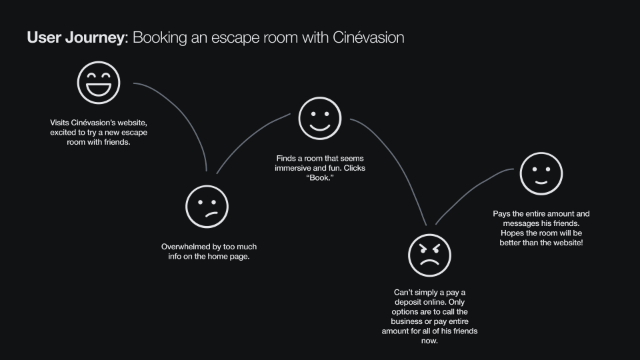 User Journey: Booking an escape room with Cinévasion
Visits Cinévasion's website,
excited to try a new escape
room with friends.
Overwhelmed by too much
info on the home page.
Finds a room that seems
immersive and fun. Clicks
"Book."
Can't simply a pay a
deposit online. Only
options are to call the
business or pay entire
amount for all of his friends
now.
Pays the entire amount and
messages his friends.
Hopes the room will be
better than the website!